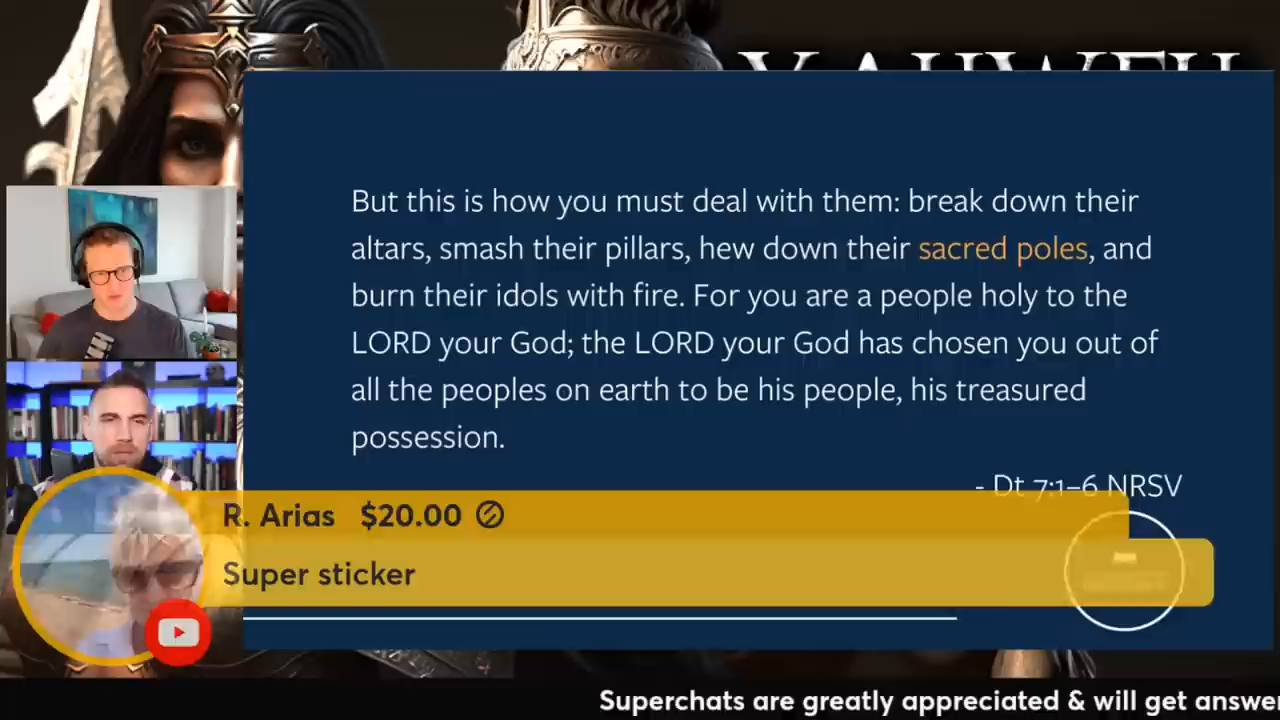 YAHWEH
But this is how you must deal with them: break down their
altars, smash their pillars, hew down their sacred poles, and
burn their idols with fire. For you are a people holy to the
LORD your God; the LORD your God has chosen you out of
all the peoples on earth to be his people, his treasured
possession.
- Dt 7:1–6 NRSV
R. Arias $20.00
Super sticker
Superchats are greatly appreciated & will get answe